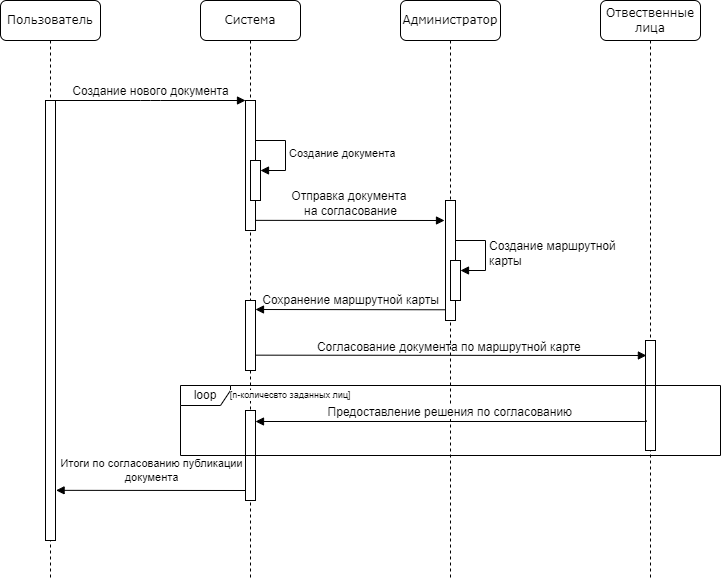 Пользователь
Система
Администратор
Отвественные
лица
Создание нового документа
Создание документа
Отправка документа
на согласование
Создание маршрутной
карты
Сохранение маршрутной карты
Согласование документа по маршрутной карте
loop
[n-количесвто заданных лиц]
Предоставление решения по согласованию
Итоги по согласованию публикации
документа